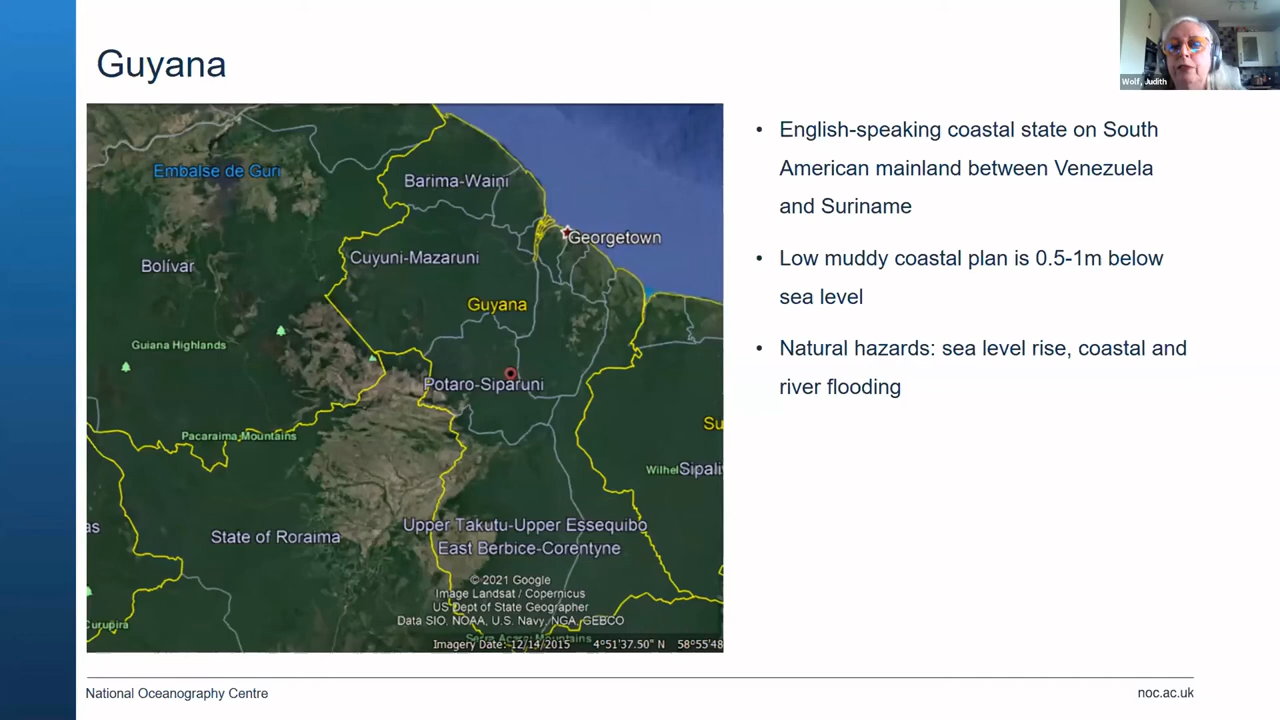 Guyana
Wolf, Judith
Embalse de Guri
Barima-Waini
Georgetown
Cuyuni-Mazaruni
Bolívar
Guyana
Guiana Highlands
Potaro-Siparuni
Su
Pacaraima Mountains
Wilhel
Sipali
as
Upper Takutu-Upper Essequibo
State of Roraima
East Berbice-Corentyne
© 2021 Google
Image Landsat / Copernicus
US Dept of State Geographer
Data SIO, NOAA, U.S. Navy, NGA, GEBCO
Curupira
Serra Acarai Mountains
Imagery Date: 12/14/2015 4°51'37.50" N 58°55'48
• English-speaking coastal state on South
American mainland between Venezuela
and Suriname
• Low muddy coastal plan is 0.5-1m below
sea level
• Natural hazards: sea level rise, coastal and
river flooding
National Oceanography Centre
noc.ac.uk